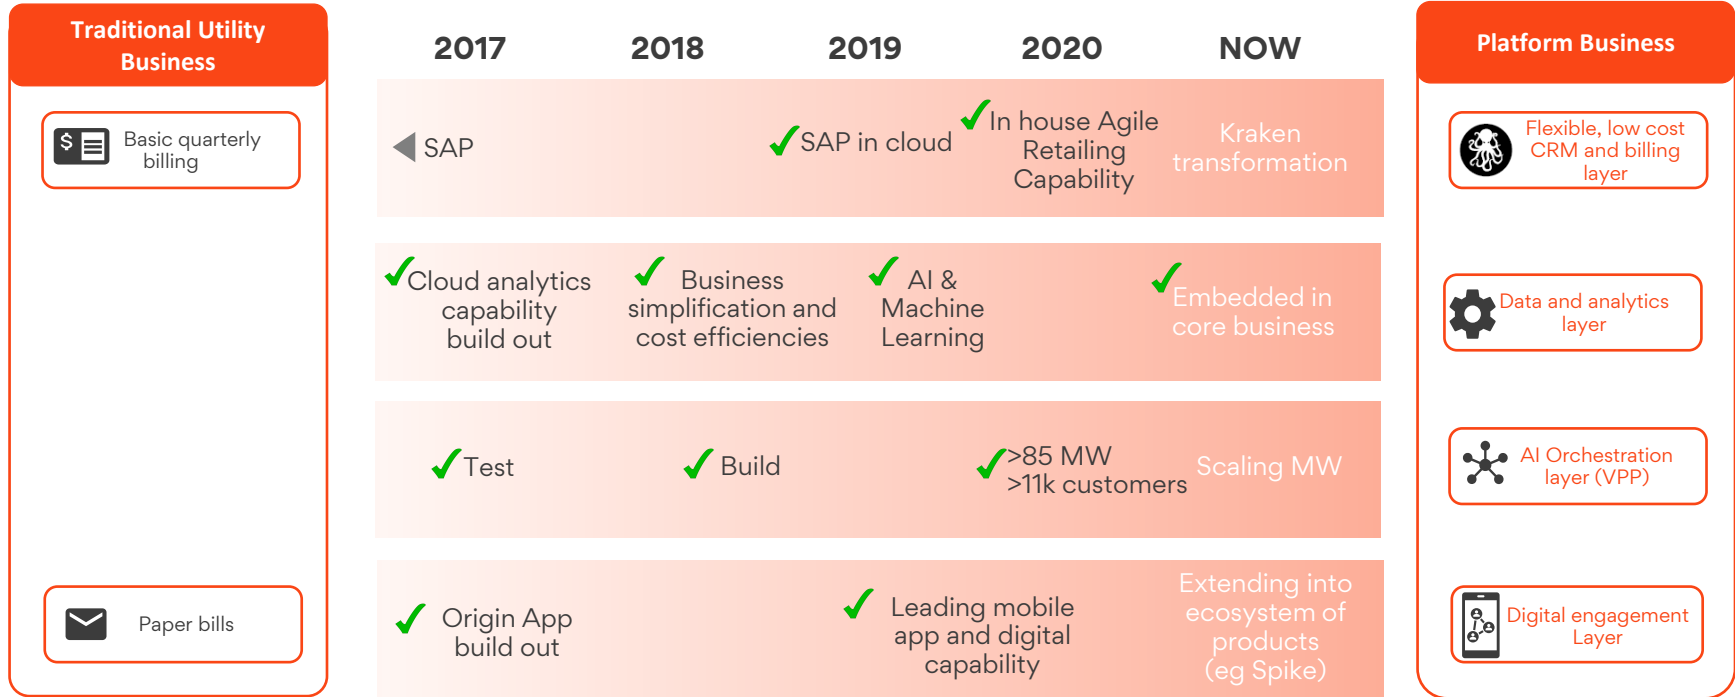 Traditional Utility
Business
2017
2018
2019
2020
NOW
Platform Business
$
Basic quarterly
billing
SAP
SAP in cloud
In house Agile
Retailing
Capability
Kraken
transformation
Flexible, low cost
CRM and billing
layer
Cloud analytics
capability
build out
Business
simplification and
cost efficiencies
AI &
Machine
Learning
Embedded in
core business
Data and analytics
layer
Test
Build
>85 MW
>11k customers
Scaling MW
AI Orchestration
layer (VPP)
Paper bills
Origin App
build out
Leading mobile
app and digital
capability
Extending into
ecosystem of
products
(eg Spike)
Digital engagement
Layer